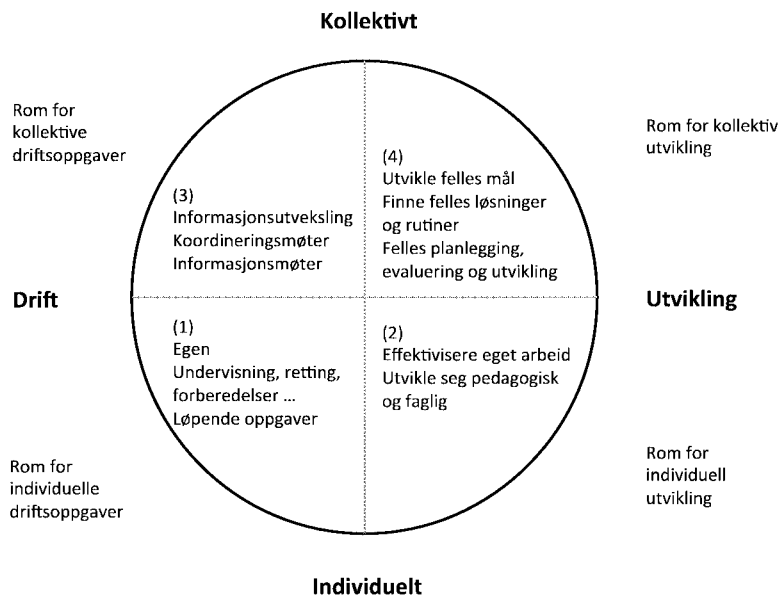 Kollektivt
Rom for
kollektive
driftsoppgaver
Rom for kollektiv
utvikling
(3)
Informasjonsutveksling
Koordineringsmøter
Informasjonsmøter
(4)
Utvikle felles mål
Finne felles løsninger
og rutiner
Felles planlegging,
evaluering og utvikling
Drift
Utvikling
(1)
Egen
Undervisning, retting,
forberedelser ...
Løpende oppgaver
(2)
Effektivisere eget arbeid
Utvikle seg pedagogisk
og faglig
Rom for
individuelle
driftsoppgaver
Rom for
individuell
utvikling
Individuelt